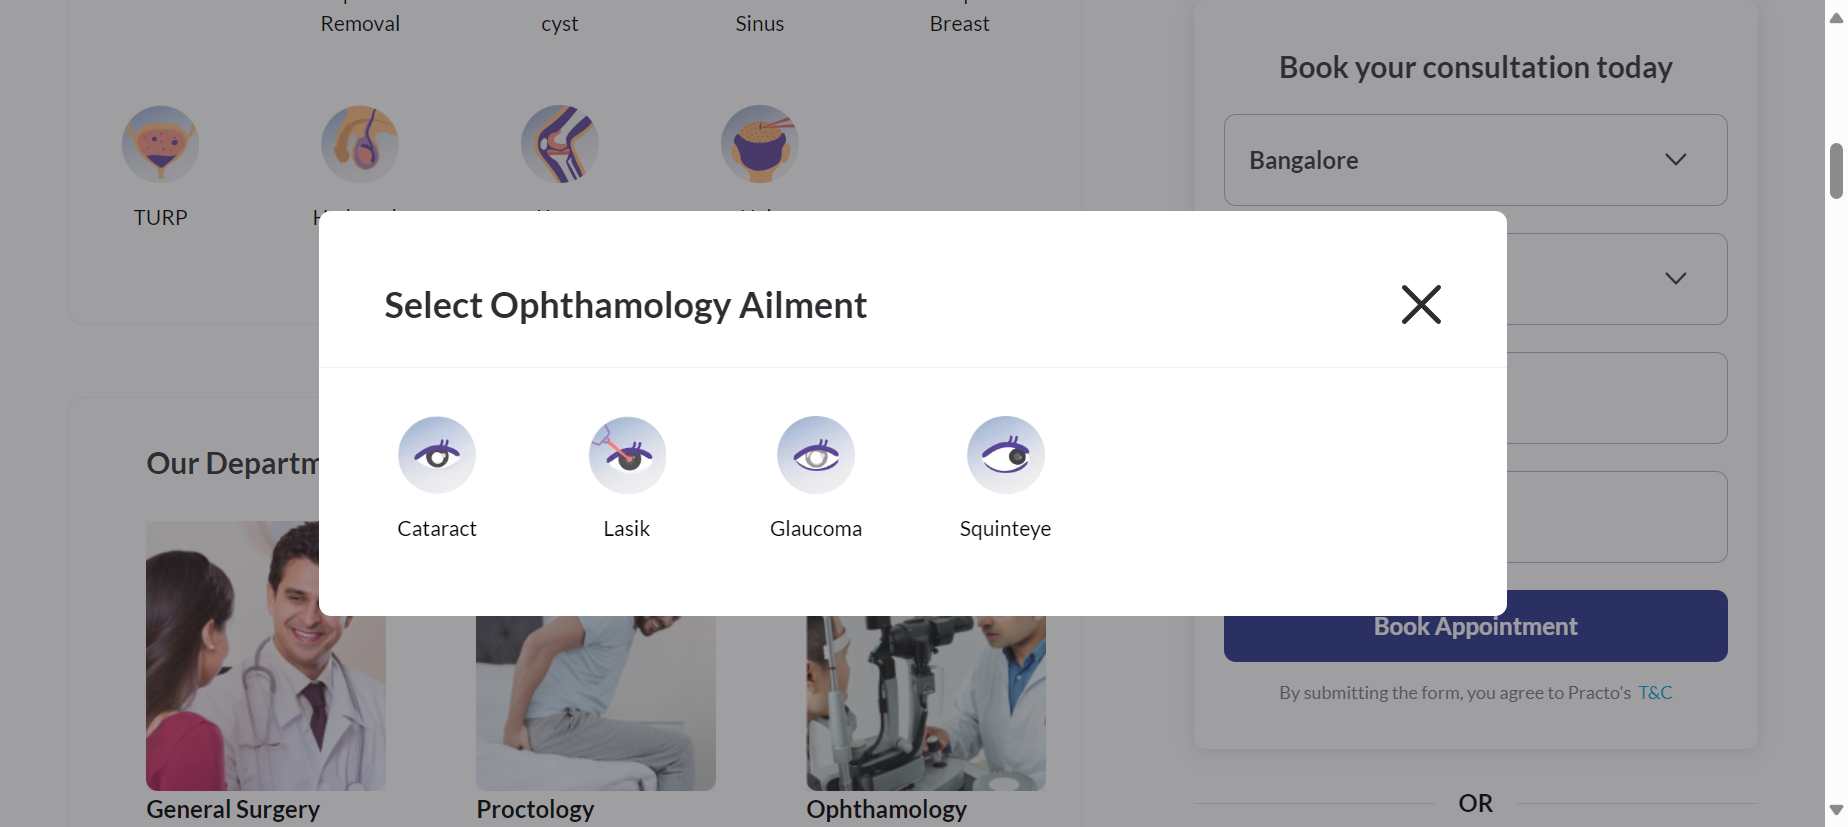 Removal
cyst
Sinus
Breast
TURP
Select Ophthamology Ailment
Cataract
Lasik
Glaucoma
Squinteye
Our
General Surgery
Proctology
Ophthamology
Book your consultation today
Bangalore
Book Appointment
By submitting the form, you agree to Practo's T&C
OR